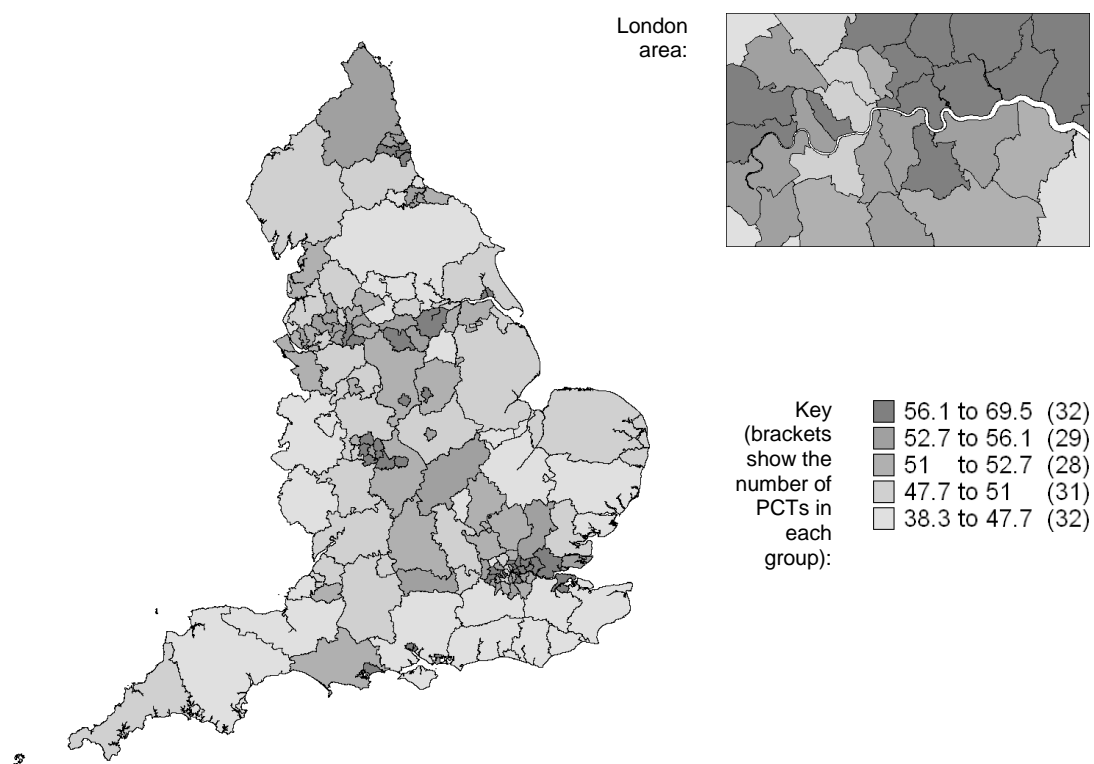 London
area:
Key
(brackets
show the
number of
PCTs in
each
group):
56.1 to 69.5 (32)
52.7 to 56.1 (29)
51 to 52.7 (28)
47.7 to 51 (31)
38.3 to 47.7 (32)